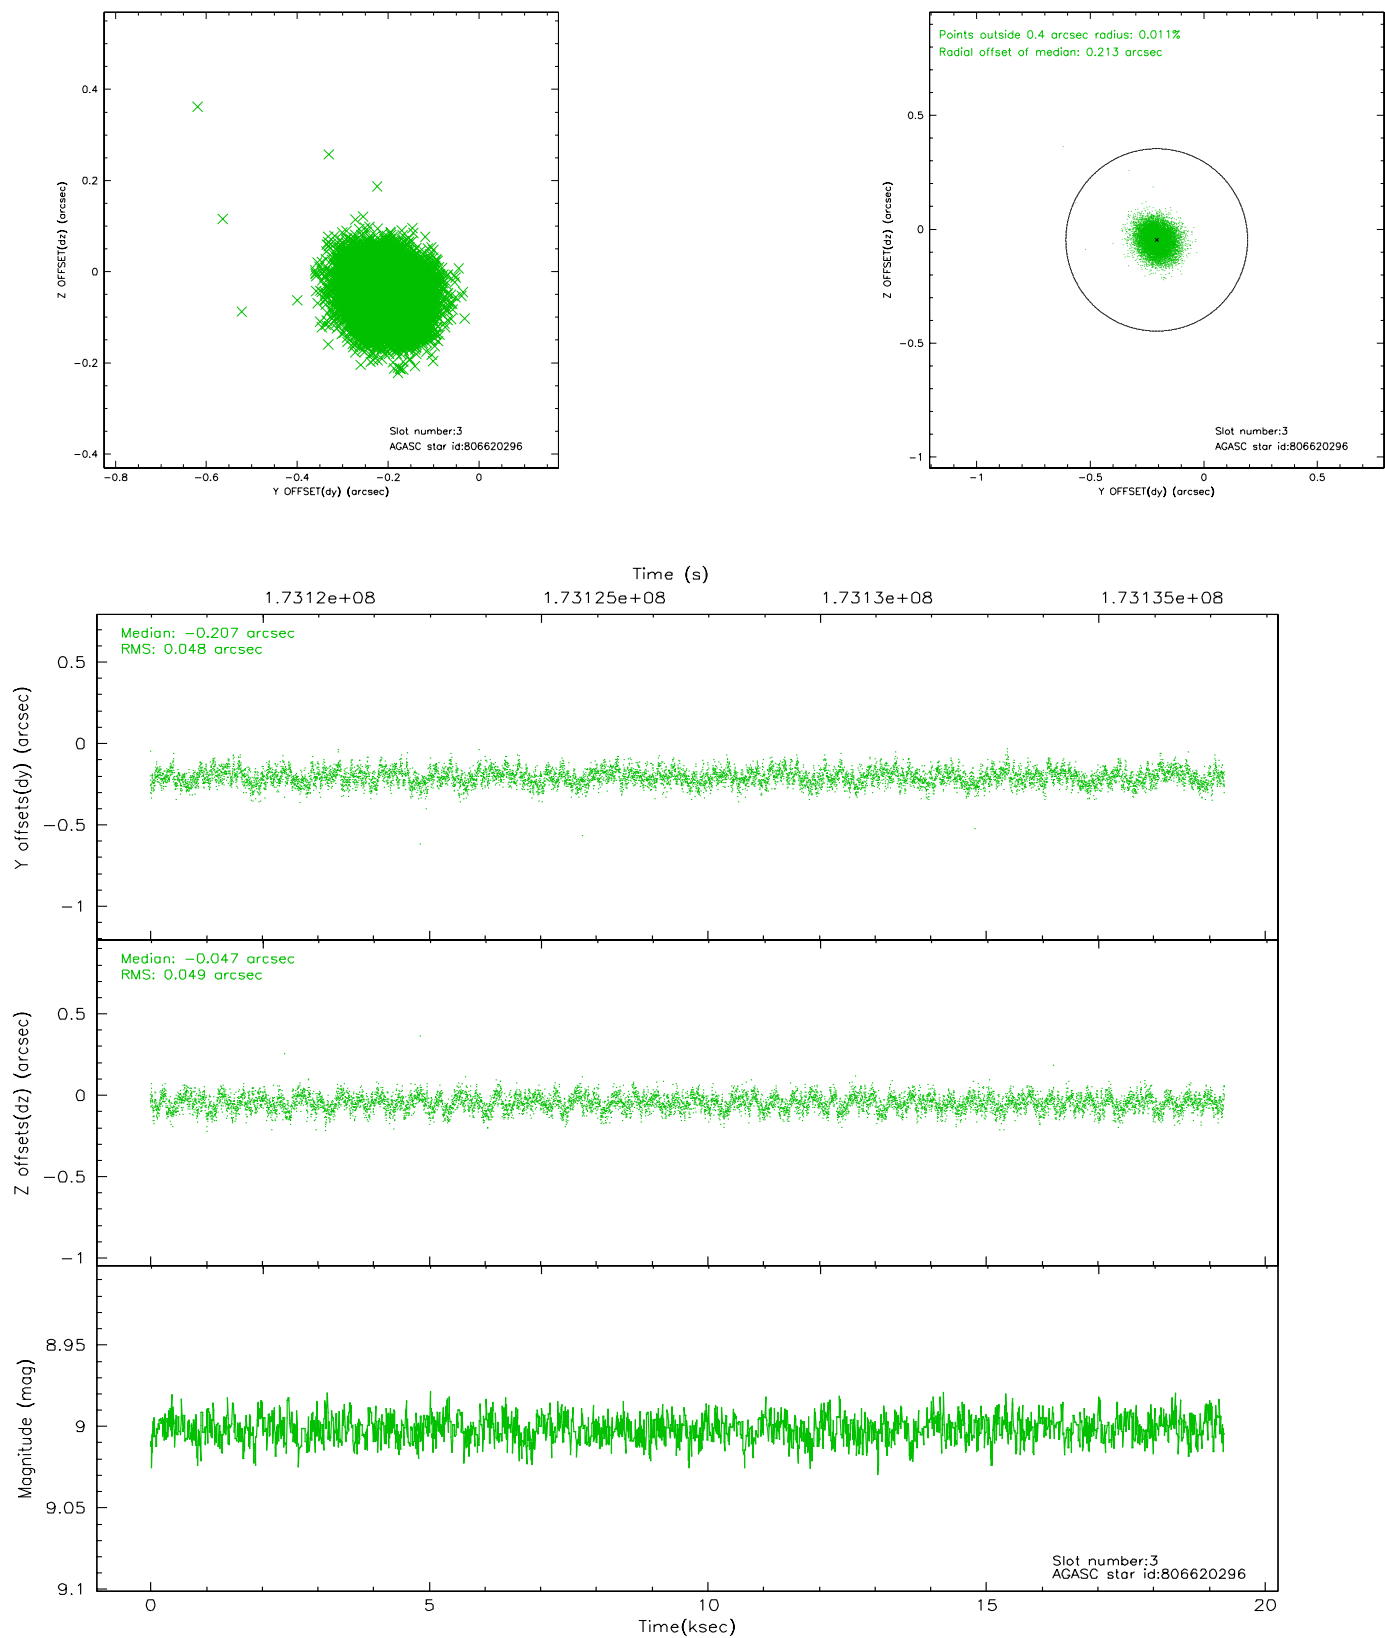 0.4
0.2
0
−0.2
−0.4
Z OFFSET(dz) (arcsec)
Slot number:3
AGASC star id:806620296
−0.8
−0.6
−0.4
−0.2
0
Y OFFSET(dy) (arcsec)
Points outside 0.4 arcsec radius: 0.011%
Radial offset of median: 0.213 arcsec
0.5
0
−0.5
−1
Z OFFSET(dz) (arcsec)
Slot number:3
AGASC star id:806620296
−1
−0.5
0
0.5
Y OFFSET(dy) (arcsec)
Time (s)
1.7312e+08
1.73125e+08
1.7313e+08
1.73135e+08
Median: −0.207 arcsec
RMS: 0.048 arcsec
0.5
0
−0.5
−1
Y offsets(dy) (arcsec)
Median: −0.047 arcsec
RMS: 0.049 arcsec
0.5
0
−0.5
−1
Z offsets(dz) (arcsec)
8.95
9
9.05
9.1
Magnitude (mag)
Slot number:3
AGASC star id:806620296
0
5
10
15
20
Time(ksec)